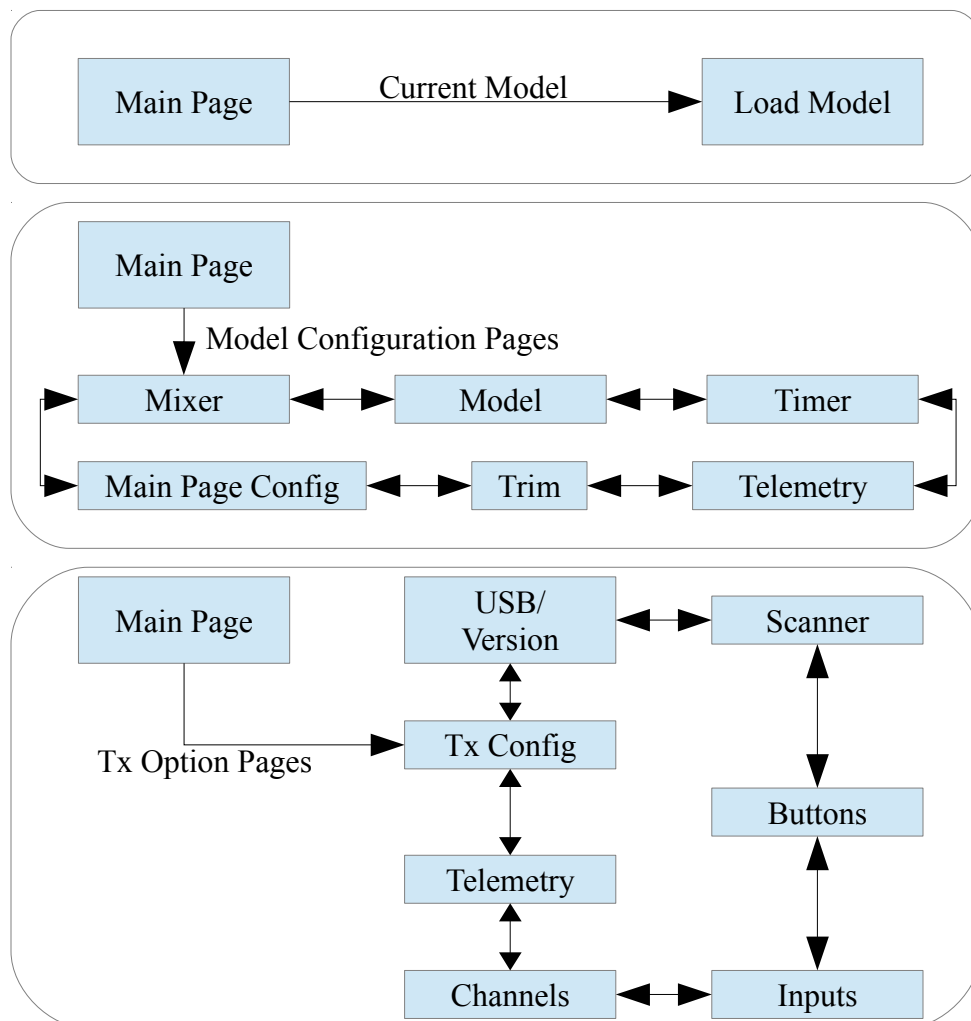 Main Page
Current Model
Load Model
Main Page
Model Configuration Pages
Mixer
Model
Timer
Main Page Config
Trim
Telemetry
Main Page
USB/
Version
Scanner
Tx Config
Tx Option Pages
Buttons
Telemetry
Channels
Inputs